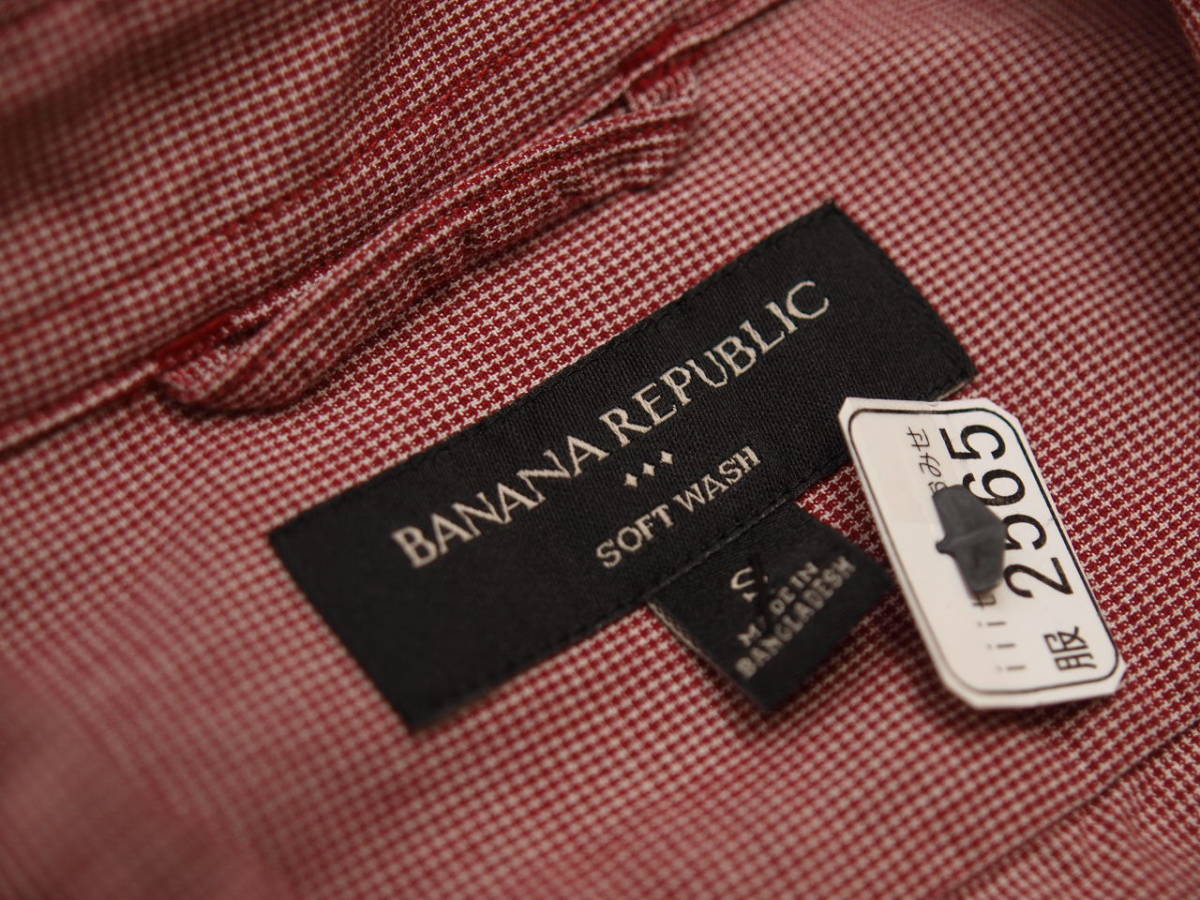 BANANA REPUBLIC
SOFT WASH
S
MADE IN
BANGLADESH
服 2565